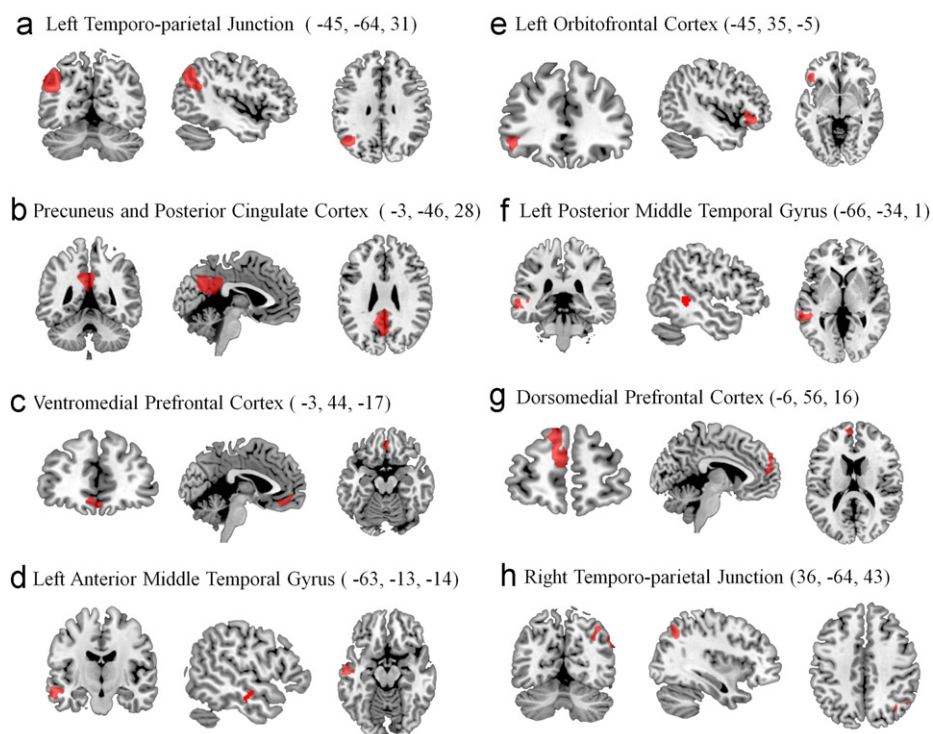 a Left Temporo-parietal Junction ( -45, -64, 31)
b Precuneus and Posterior Cingulate Cortex ( -3, -46, 28)
c Ventromedial Prefrontal Cortex ( -3, 44, -17)
d Left Anterior Middle Temporal Gyrus ( -63, -13, -14)
e Left Orbitofrontal Cortex (-45, 35, -5)
f Left Posterior Middle Temporal Gyrus (-66, -34, 1)
g Dorsomedial Prefrontal Cortex (-6, 56, 16)
h Right Temporo-parietal Junction (36, -64, 43)